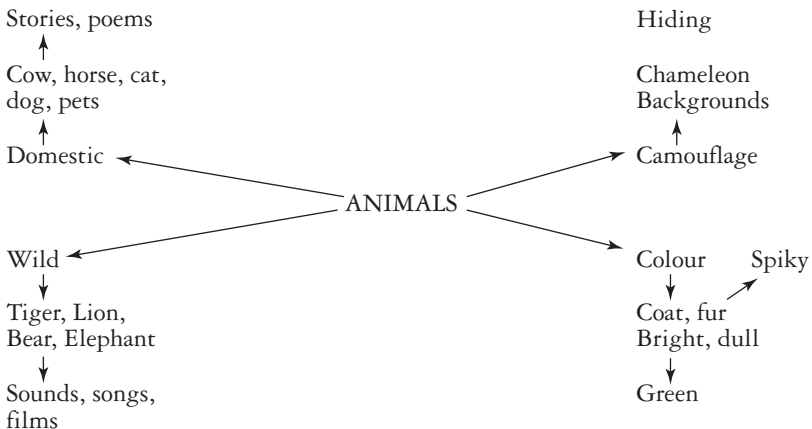 Stories, poems
Cow, horse, cat,
dog, pets
Domestic
Hiding
Chameleon
Backgrounds
Camouflage
ANIMALS
Wild
Tiger, Lion,
Bear, Elephant
Sounds, songs,
films
Colour
Spiky
Coat, fur
Bright, dull
Green